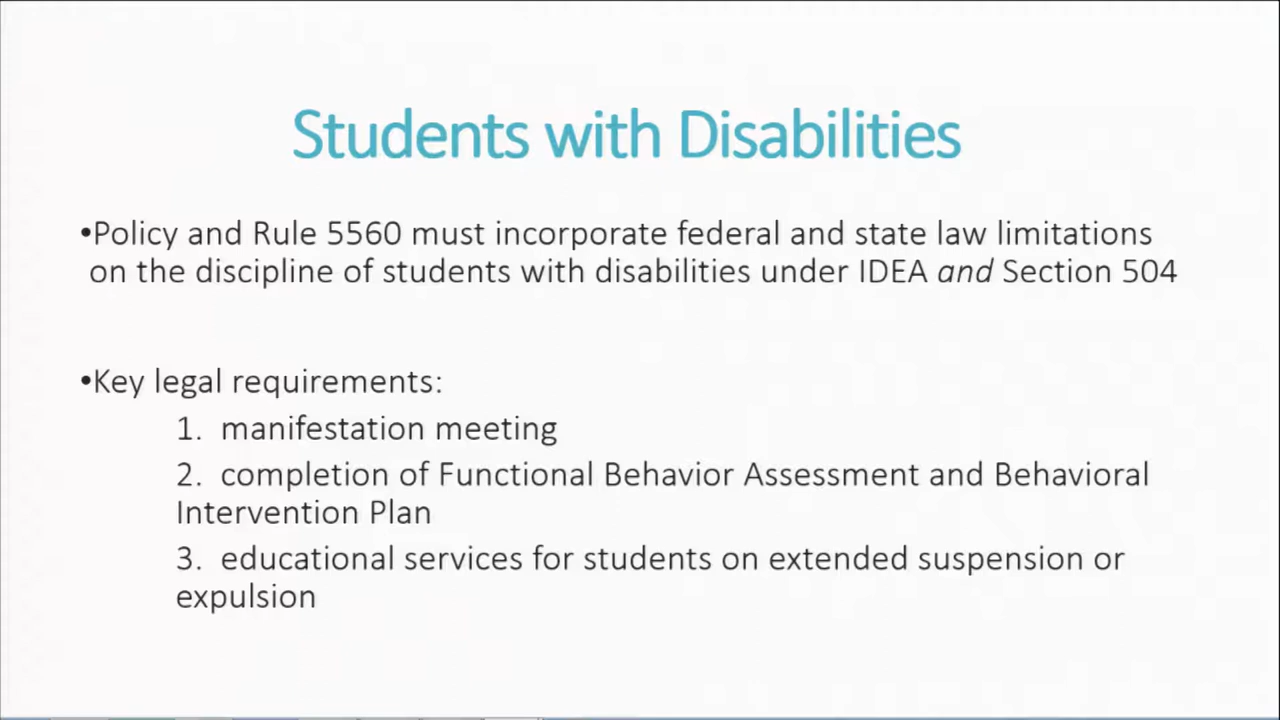 Students with Disabilities
•Policy and Rule 5560 must incorporate federal and state law limitations
on the discipline of students with disabilities under IDEA and Section 504
•Key legal requirements:
1. manifestation meeting
2. completion of Functional Behavior Assessment and Behavioral
Intervention Plan
3. educational services for students on extended suspension or
expulsion